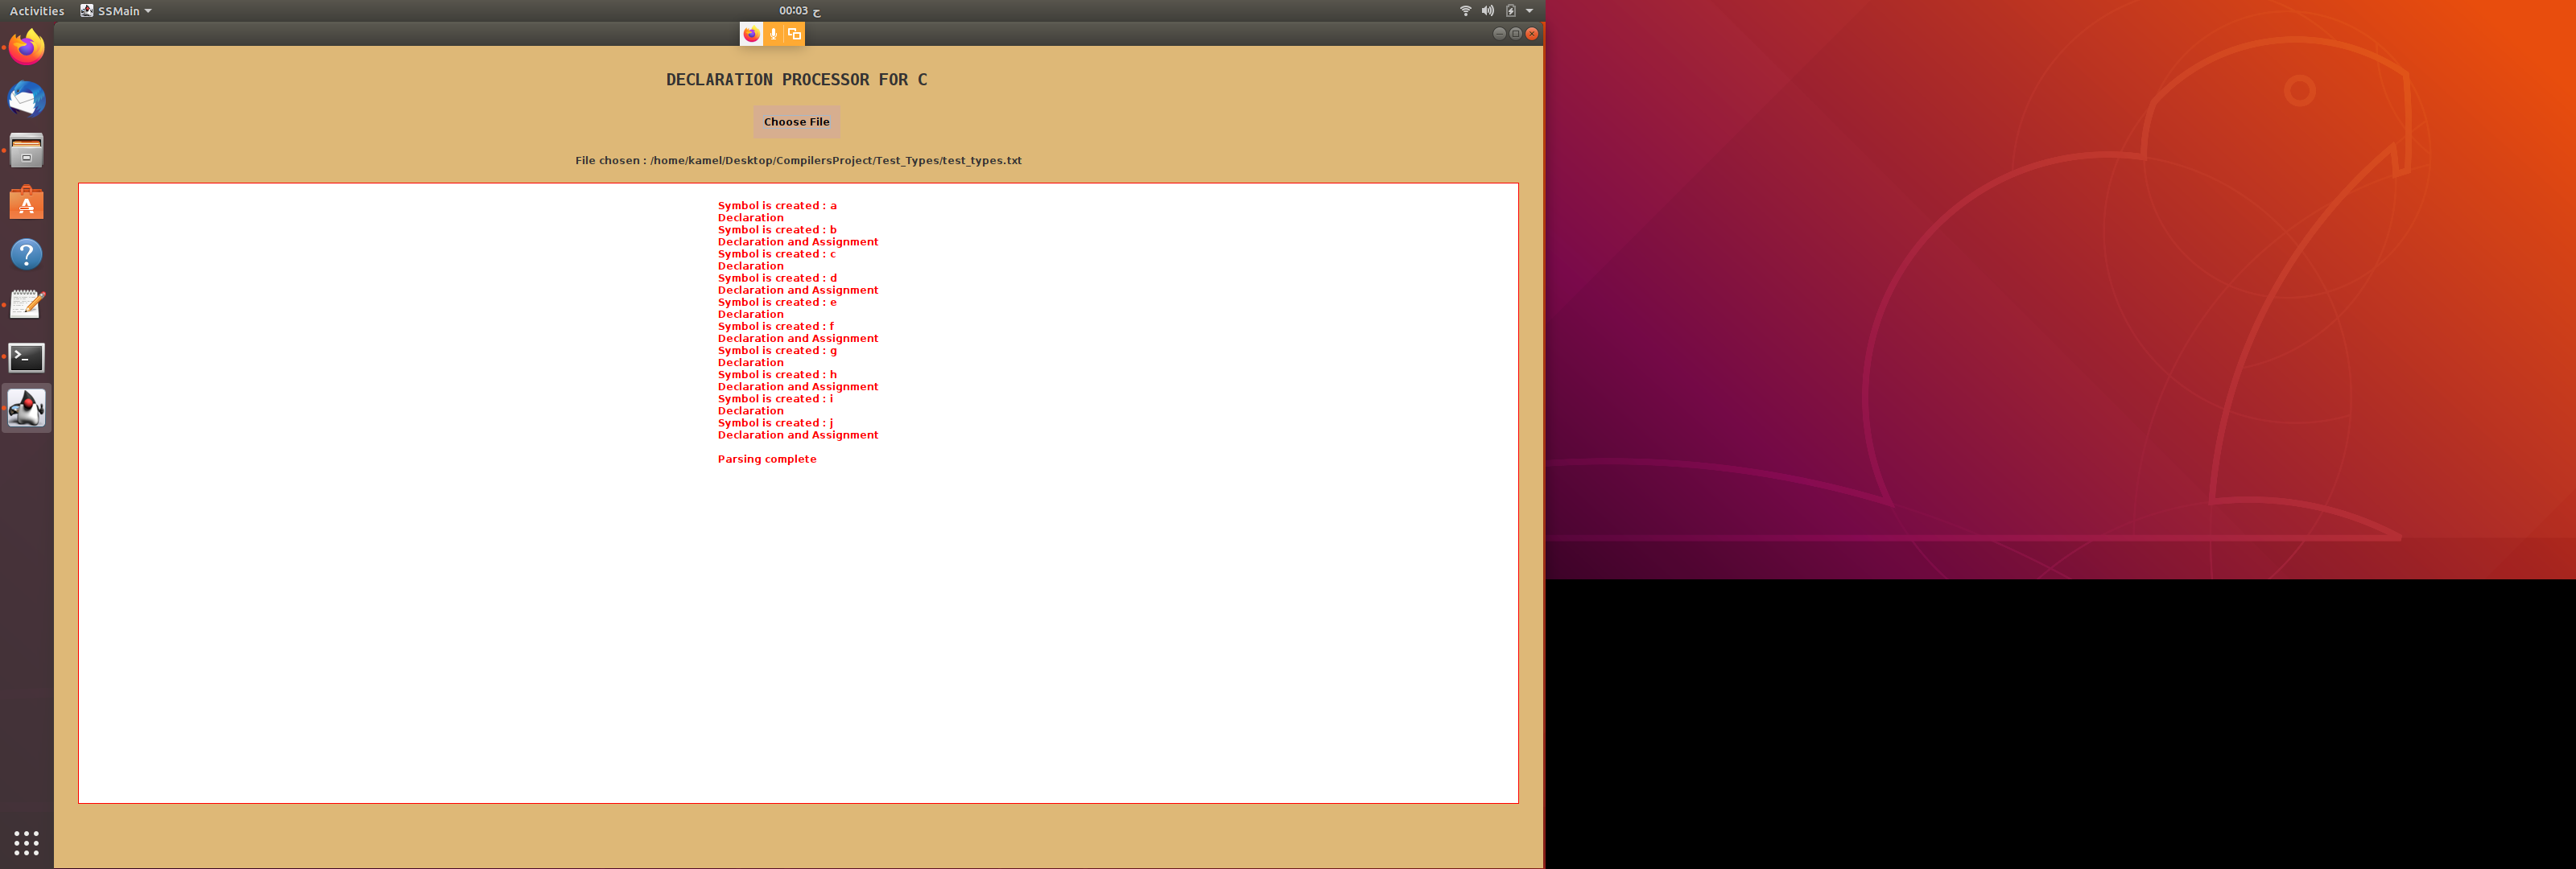 Activities
SSMain
00:03 ح
DECLARATION PROCESSOR FOR C
Choose File
File chosen : /home/kamel/Desktop/CompilersProject/Test_Types/test_types.txt
Symbol is created : a
Declaration
Symbol is created : b
Declaration and Assignment
Symbol is created : c
Declaration
Symbol is created : d
Declaration and Assignment
Symbol is created : e
Declaration
Symbol is created : f
Declaration and Assignment
Symbol is created : g
Declaration
Symbol is created : h
Declaration and Assignment
Symbol is created : i
Declaration
Symbol is created : j
Declaration and Assignment
Parsing complete